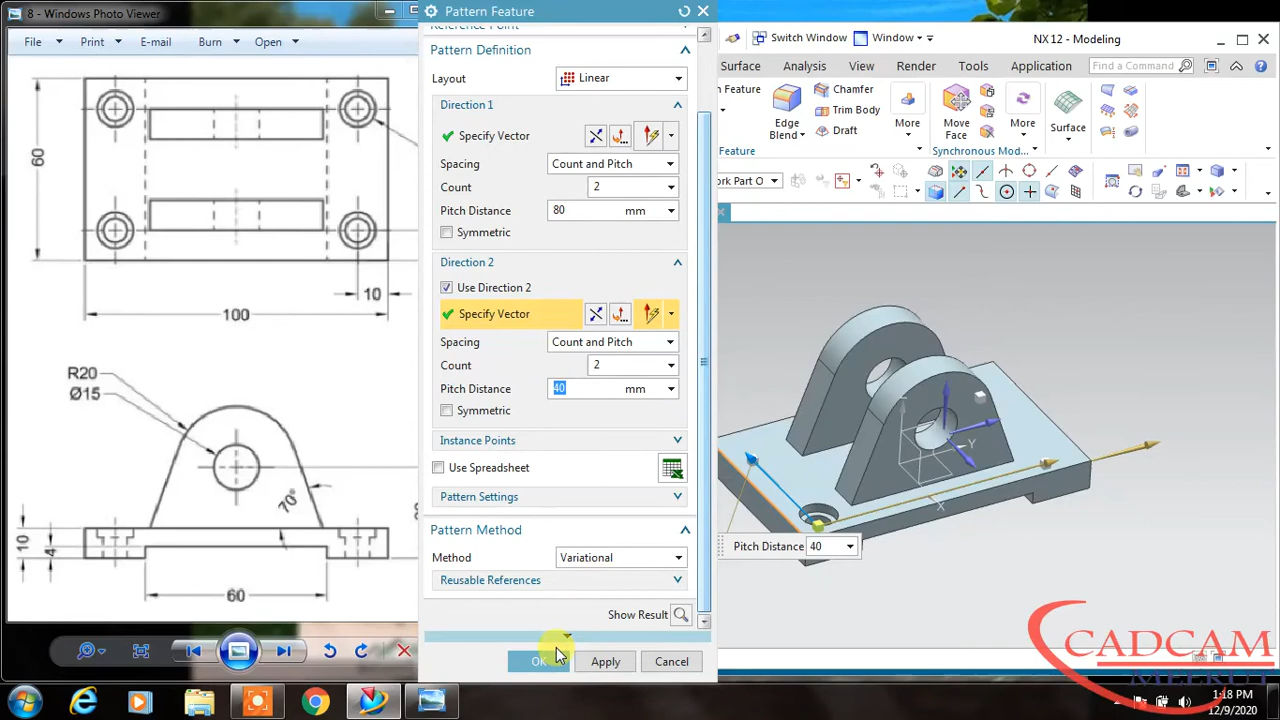 8 - Windows Photo Viewer
File
Print
E-mail
Burn
Open
60
100
10
R20
Ø15
70°
10
4
60
Pattern Feature
Pattern Definition
Layout
Linear
Direction 1
Specify Vector
Spacing
Count and Pitch
Count
2
Pitch Distance
80
mm
Symmetric
Direction 2
Use Direction 2
Specify Vector
Spacing
Count and Pitch
Count
2
Pitch Distance
40
mm
Symmetric
Instance Points
Use Spreadsheet
Pattern Settings
Pattern Method
Method
Variational
Reusable References
Show Result
OK
Apply
Cancel
Switch Window
Window
NX 12 - Modeling
Surface
Analysis
View
Render
Tools
Application
Find a Command
Feature
Edge
Blend
Chamfer
Trim Body
Draft
More
Move
Face
More
Surface
Feature
Synchronous Mod...
Y
X
Pitch Distance
40
CADCAM
MEERUT
1:18 PM
12/9/2020